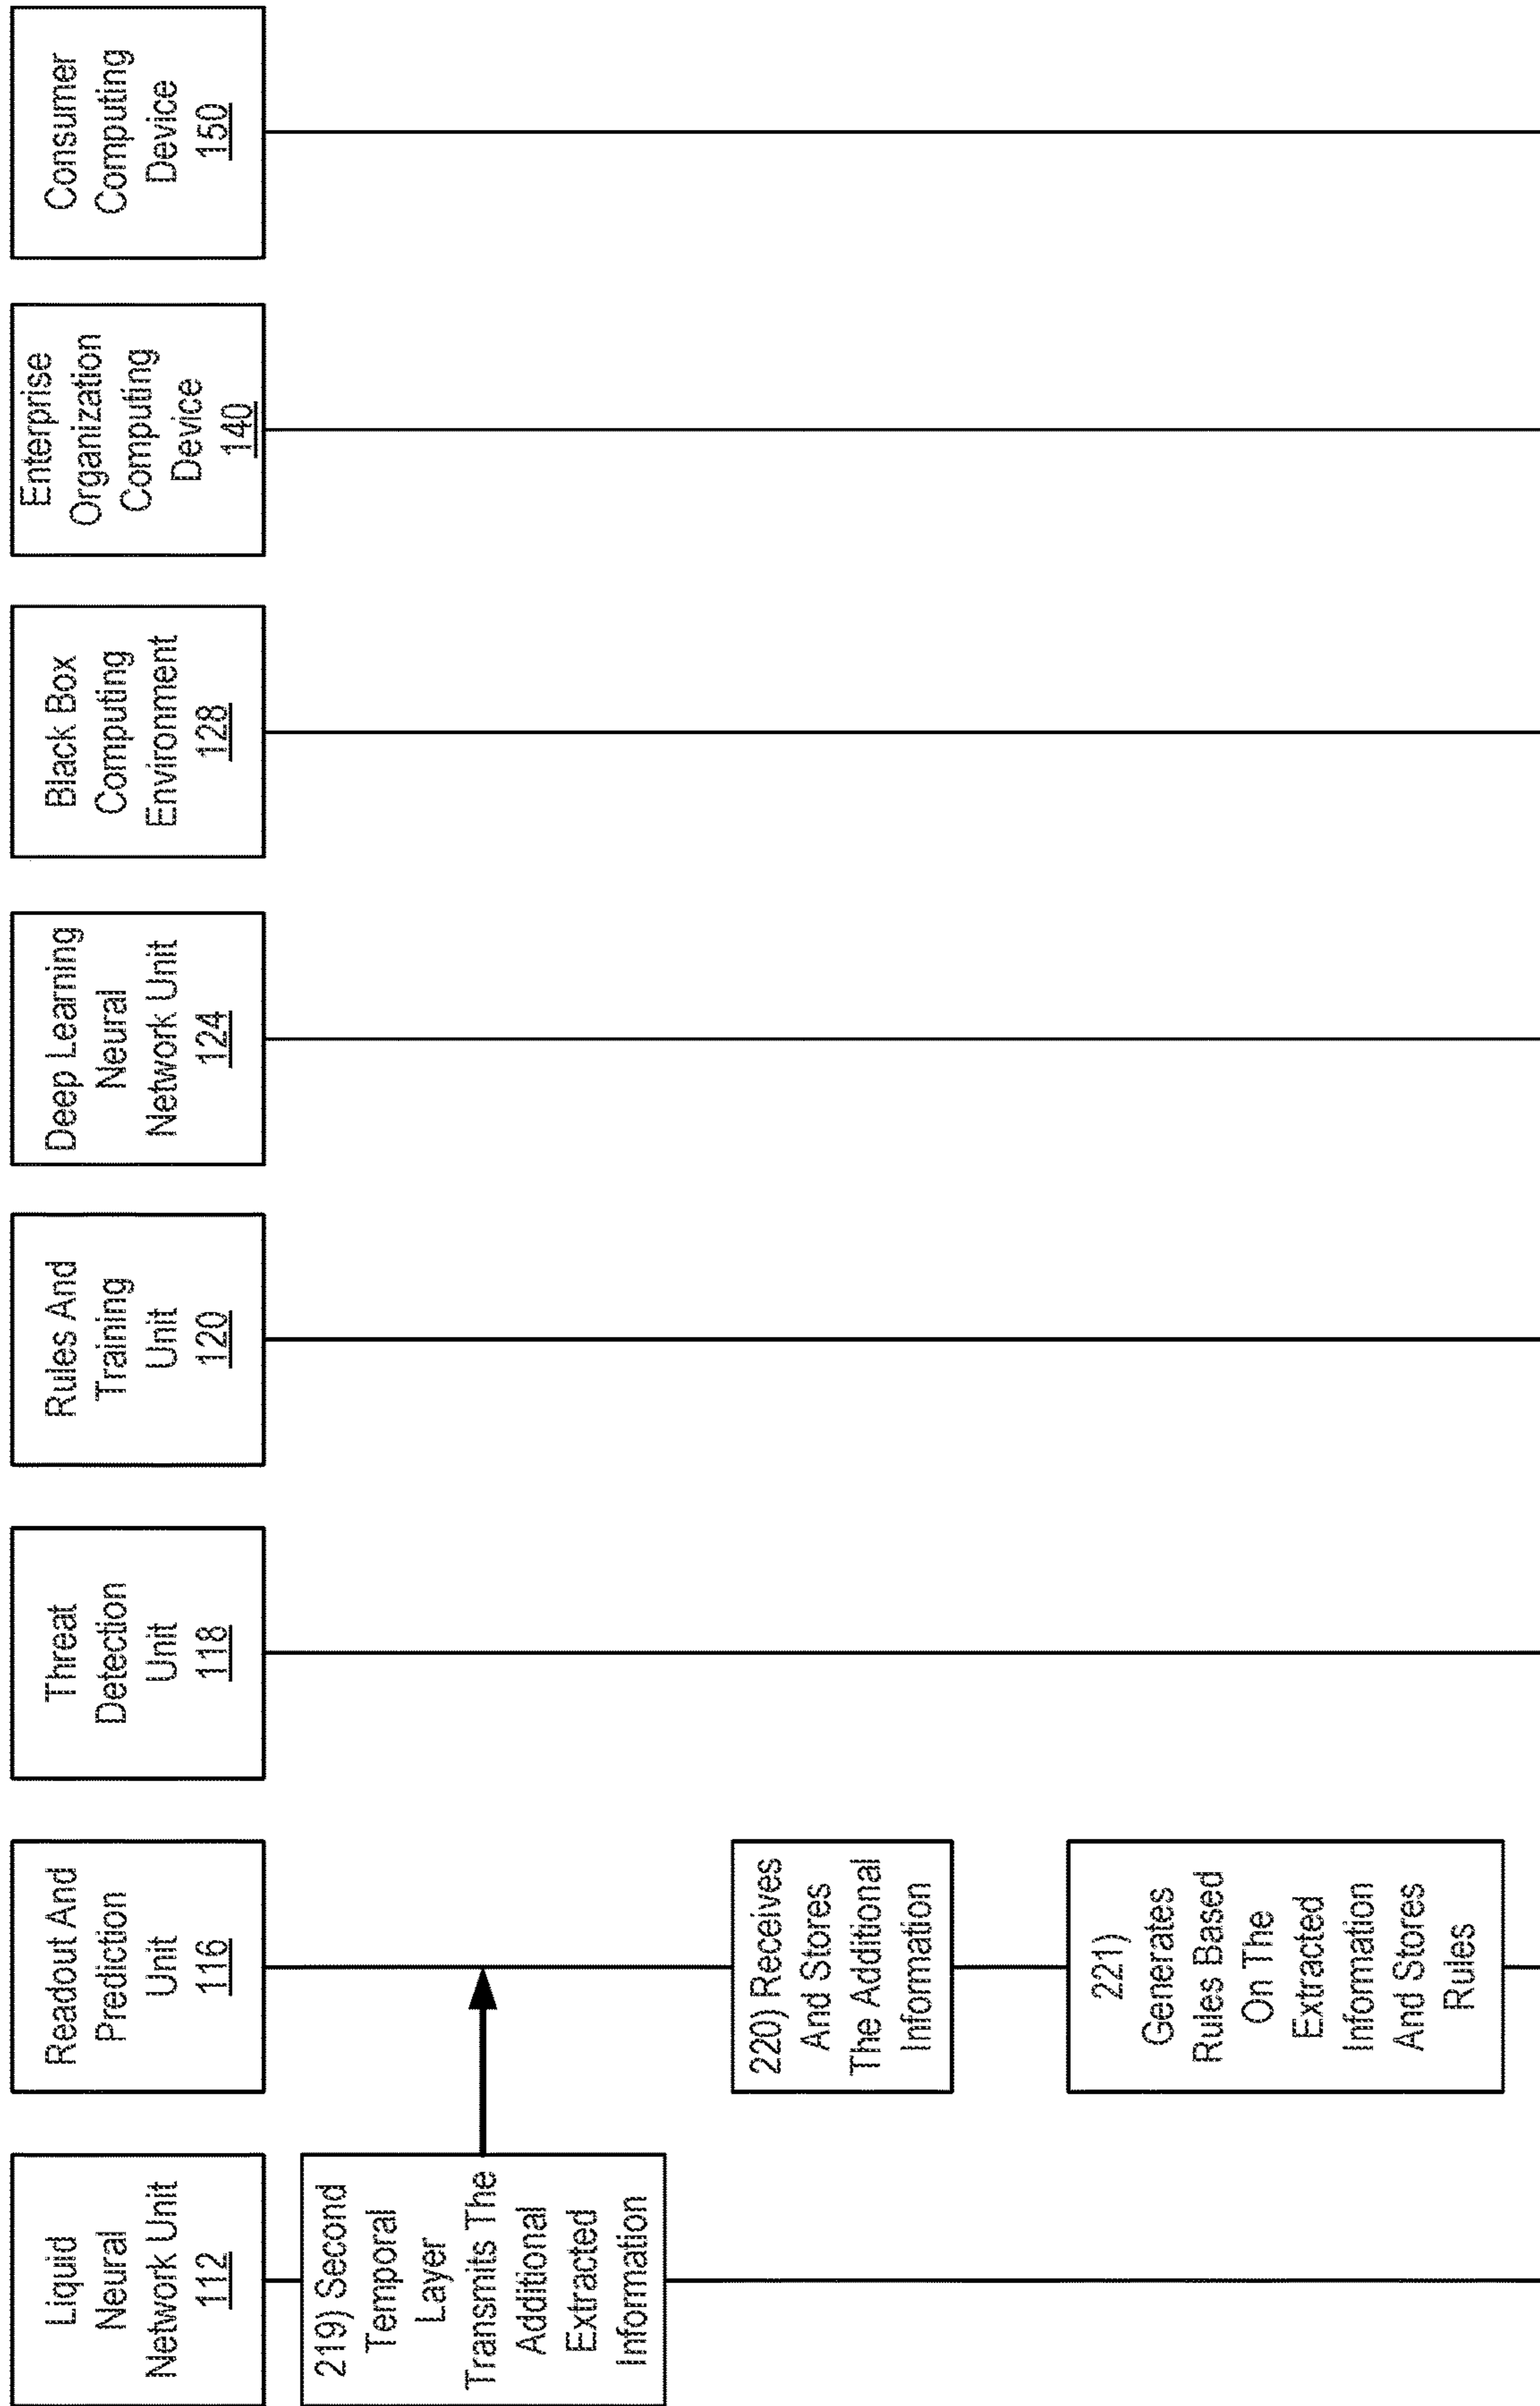 Liquid
Neural
Network Unit
112
Readout And
Prediction
Unit
116
Threat
Detection
Unit
118
Rules And
Training
Unit
120
Deep Learning
Neural
Network Unit
124
Black Box
Computing
Environment
128
Enterprise
Organization
Computing
Device
140
Consumer
Computing
Device
150
219) Second
Temporal
Layer
Transmits The
Additional
Extracted
Information
220) Receives
And Stores
The Additional
Information
221)
Generates
Rules Based
On The
Extracted
Information
And Stores
Rules